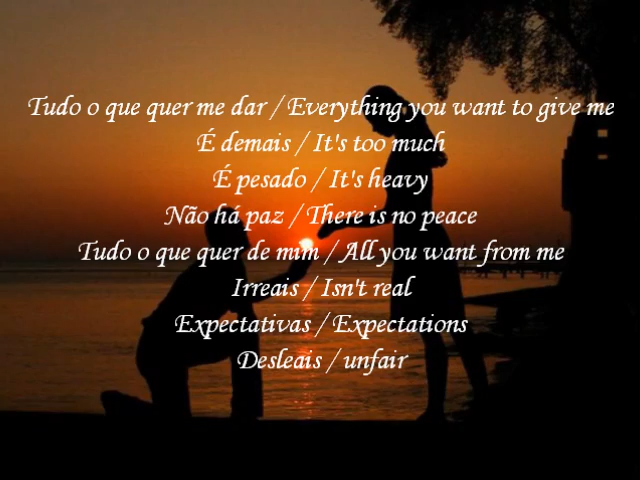 Tudo o que quer me dar / Everything you want to give me
É demais / It's too much
É pesado / It's heavy
Não há paz / There is no peace
Tudo o que quer de mim / All you want from me
Irreais / Isn't real
Expectativas / Expectations
Desleais / unfair